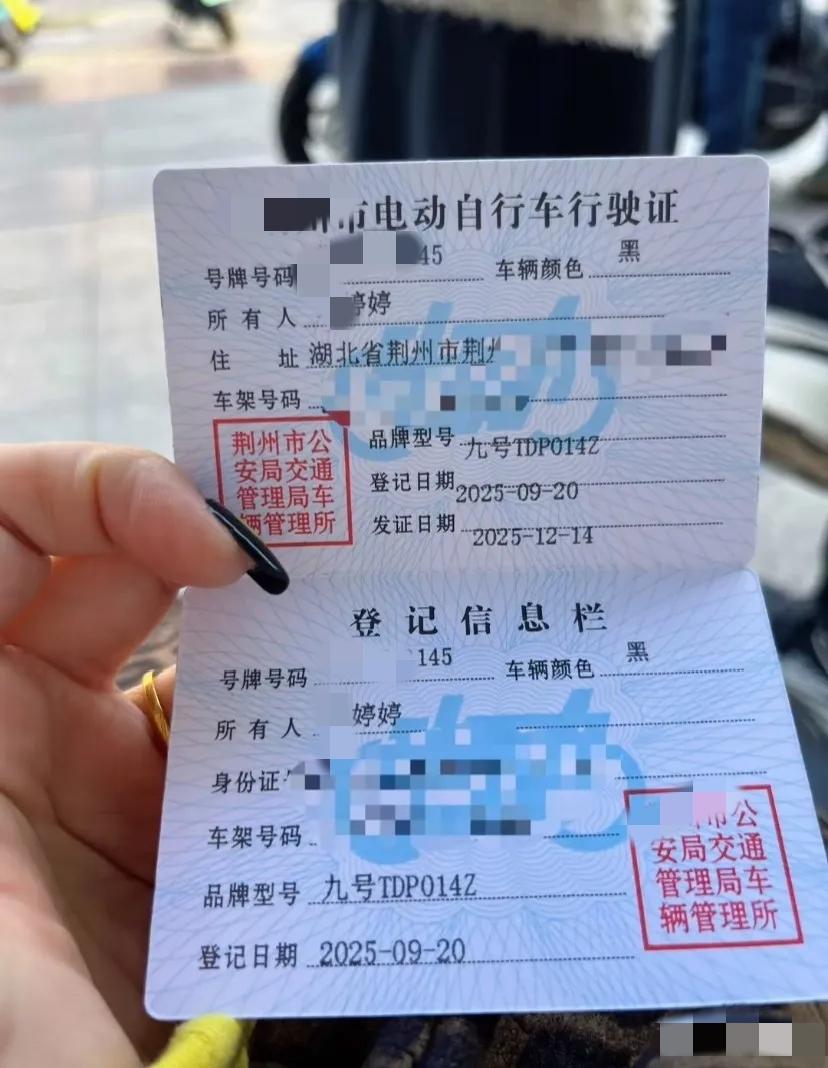 市电动自行车行驶证
号牌号码 45 车辆颜色 黑
所有人 婷婷
住址 湖北省荆州市荆州
车架号码
品牌型号 九号TDP014Z
登记日期 2025-09-20
发证日期 2025-12-14
荆州市公
安局交通
管理局车
辆管理所
登记信息栏
号牌号码 145 车辆颜色 黑
所有人 婷婷
身份证
车架号码
品牌型号 九号TDP014Z
登记日期 2025-09-20
市公
安局交通
管理局车
辆管理所